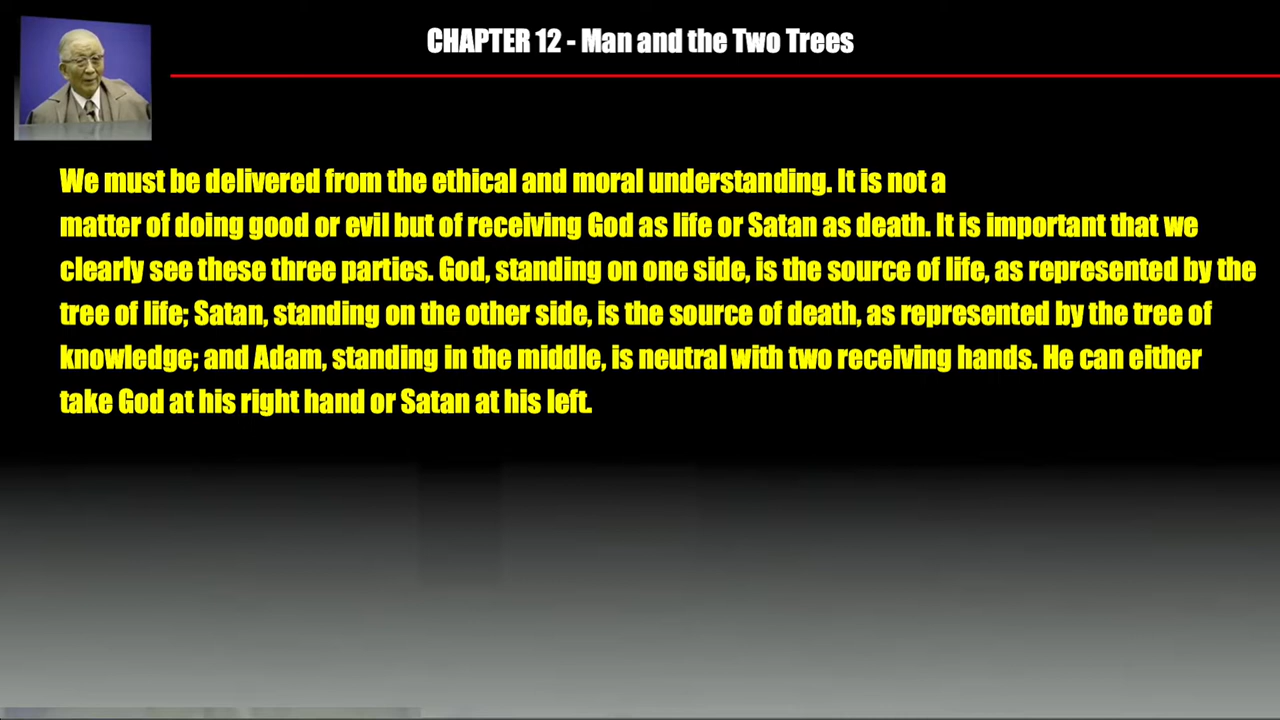 CHAPTER 12 - Man and the Two Trees
We must be delivered from the ethical and moral understanding. It is not a
matter of doing good or evil but of receiving God as life or Satan as death. It is important that we
clearly see these three parties. God, standing on one side, is the source of life, as represented by the
tree of life; Satan, standing on the other side, is the source of death, as represented by the tree of
knowledge; and Adam, standing in the middle, is neutral with two receiving hands. He can either
take God at his right hand or Satan at his left.